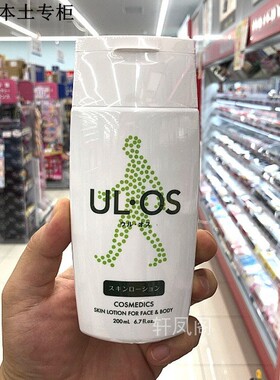 本土专柜
UL・OS
ウル・オス
スキンローション
COSMEDICS
SKIN LOTION FOR FACE & BODY
200mL 6.7fl.oz.
轩凤商